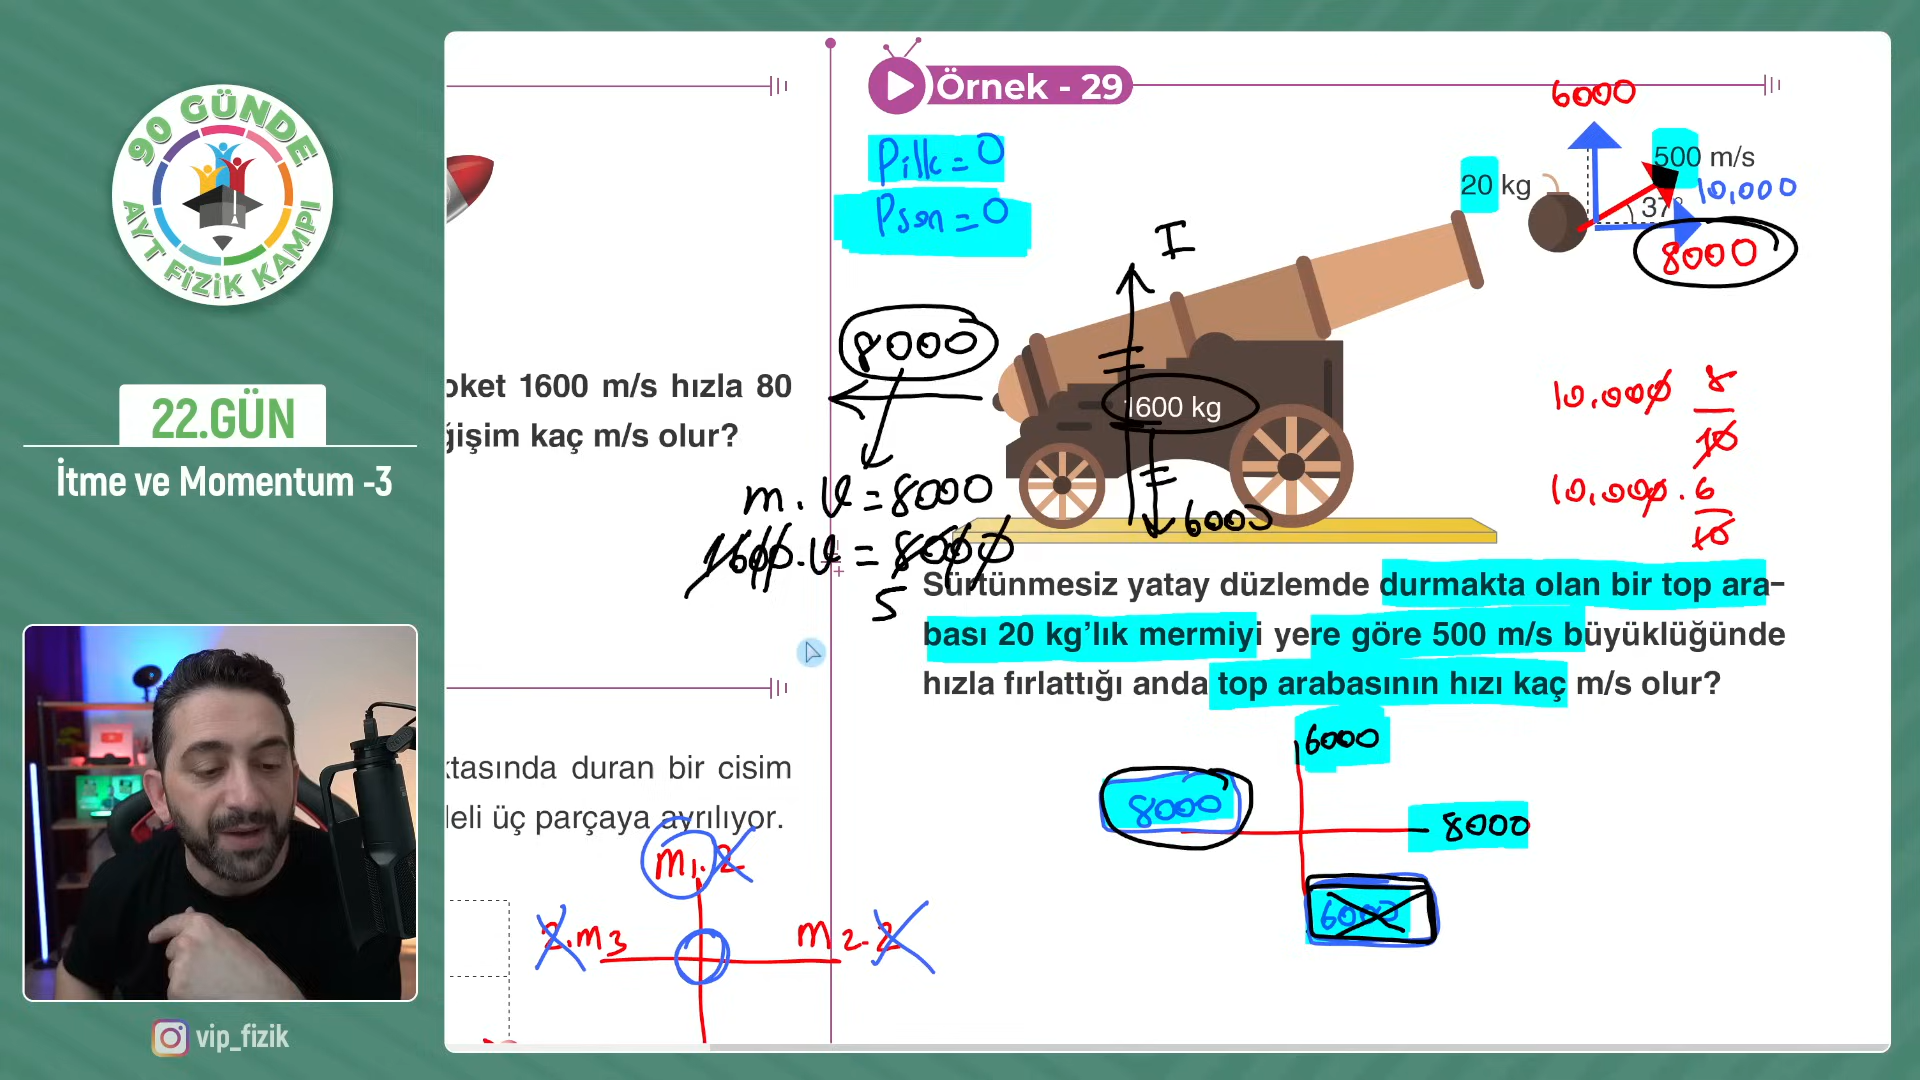 90 GÜNDE
AYT FİZİK KAMPI
22.GÜN
İtme ve Momentum -3
vip_fizik
oket 1600 m/s hızla 80
ğişim kaç m/s olur?
ktasında duran bir cisim
leli üç parçaya ayrılıyor.
m1.2
2.m3
m2.2
Örnek - 29
Pilk=0
Pson=0
6000
20 kg
500 m/s
10,000
37°
8000
I
8000
1600 kg
6000
m.V=8000
1600.V=8000
5
10.000 8
10
10.000.6
10
Sürtünmesiz yatay düzlemde durmakta olan bir top ara-
bası 20 kg’lık mermiyi yere göre 500 m/s büyüklüğünde
hızla fırlattığı anda top arabasının hızı kaç m/s olur?
6000
8000
8000
6000